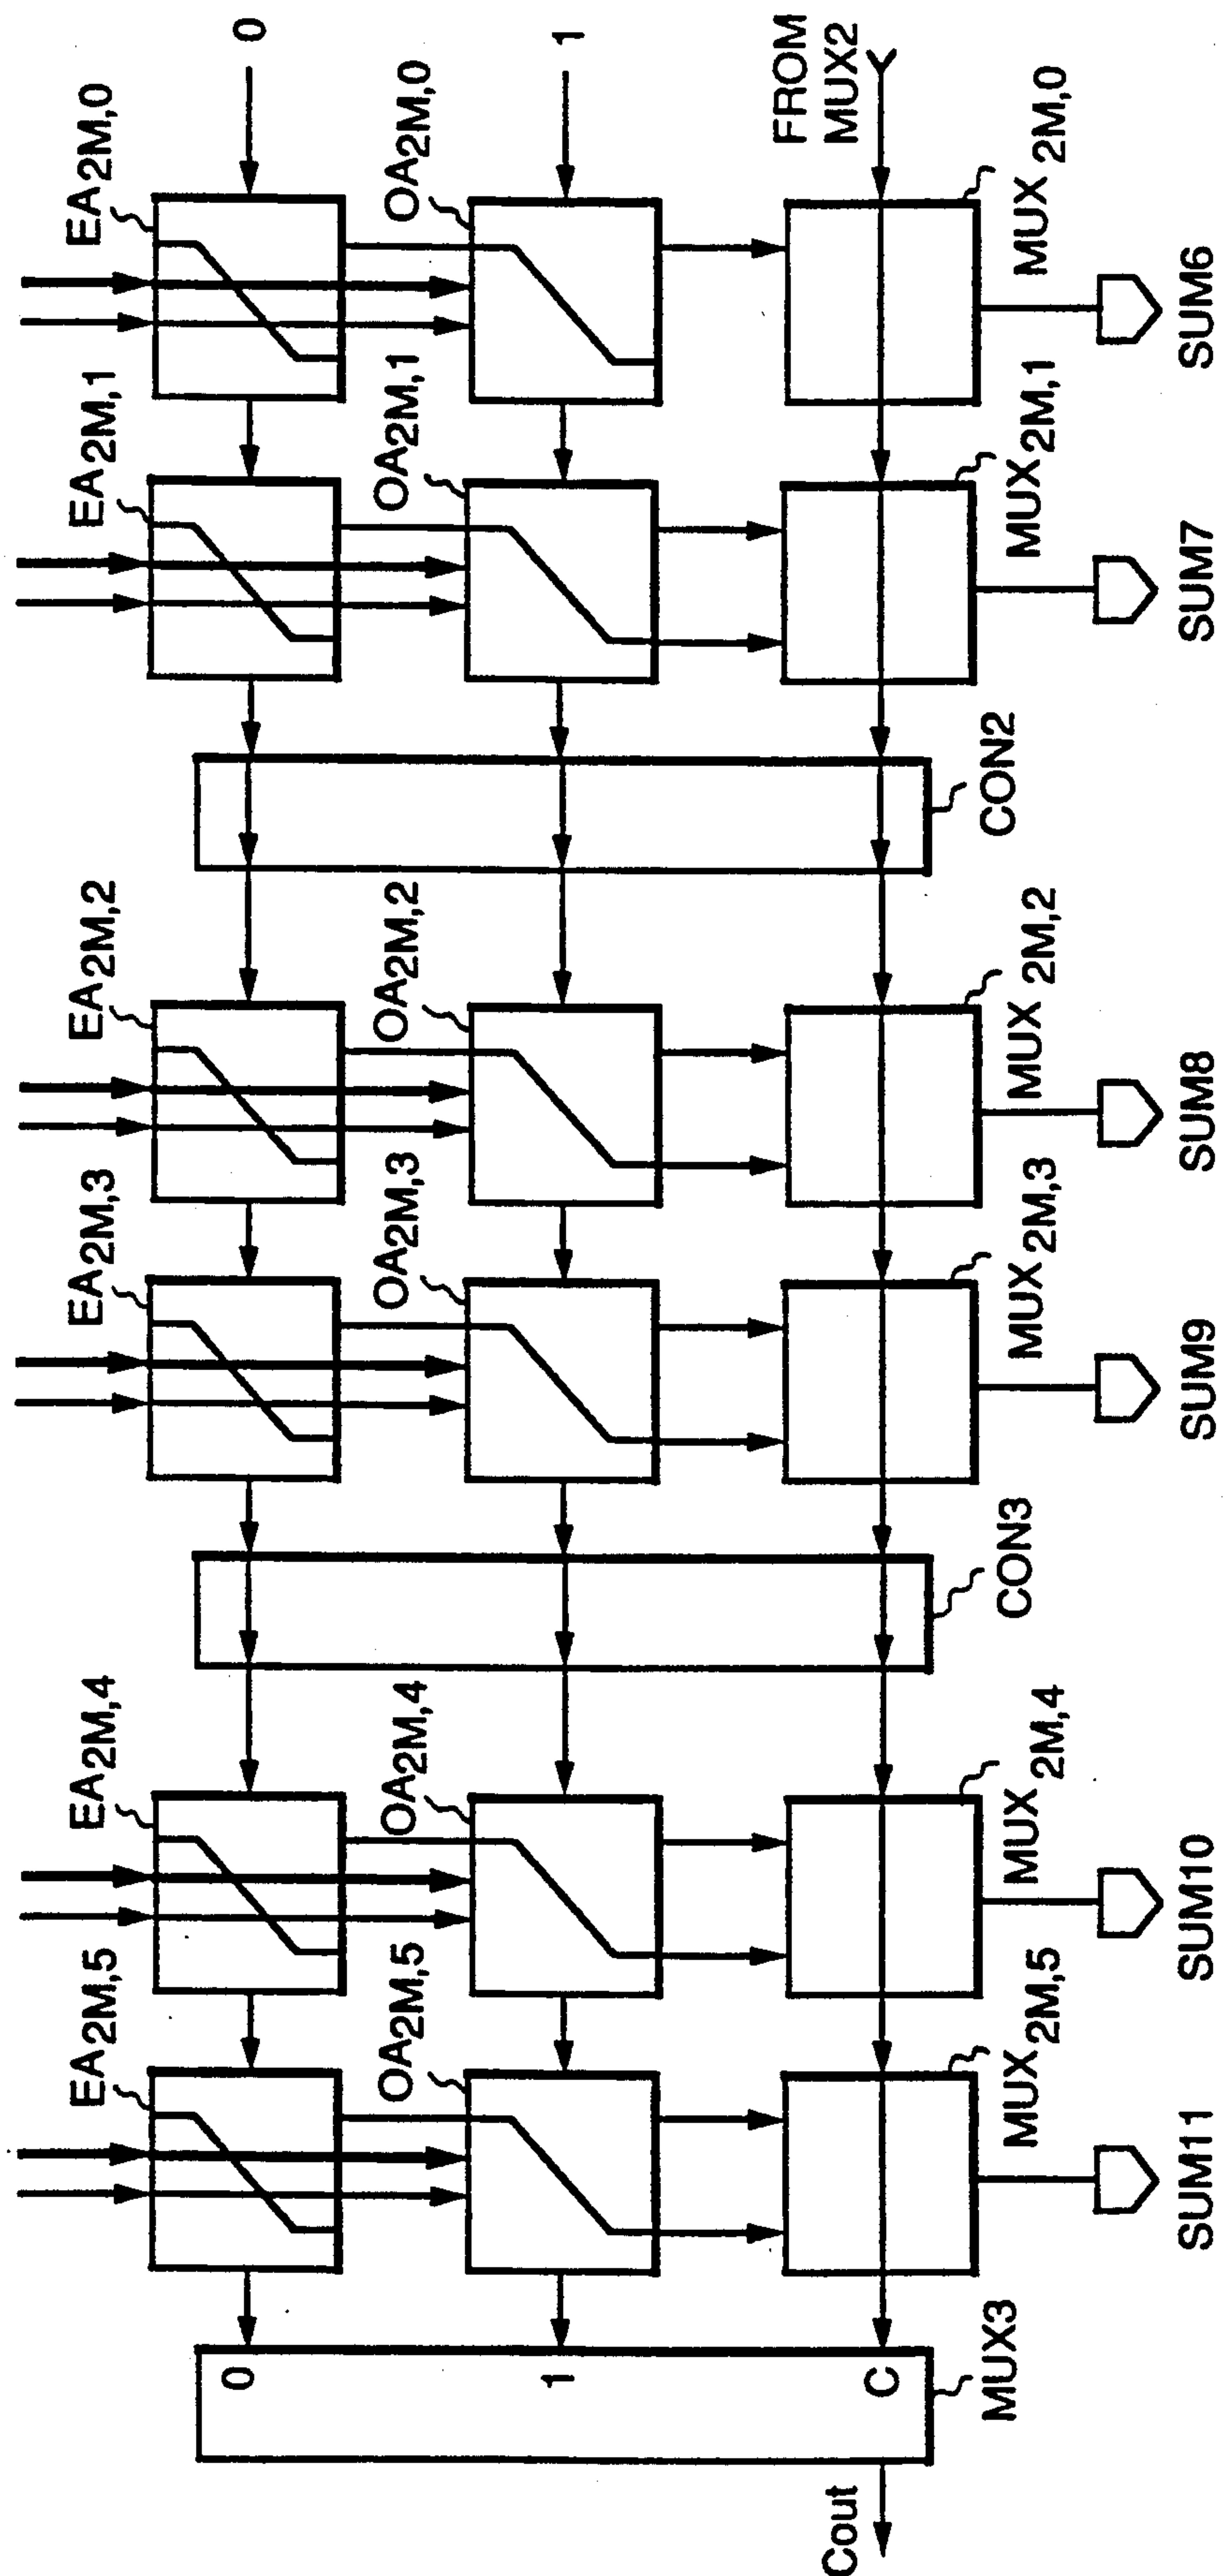 0
EA2M,0
OA2M,0
1
FROM
MUX2
MUX2M,0
SUM6
EA2M,1
OA2M,1
MUX2M,1
SUM7
CON2
EA2M,2
OA2M,2
MUX2M,2
SUM8
EA2M,3
OA2M,3
MUX2M,3
SUM9
CON3
EA2M,4
OA2M,4
MUX2M,4
SUM10
EA2M,5
OA2M,5
MUX2M,5
SUM11
0
1
C
MUX3
Cout